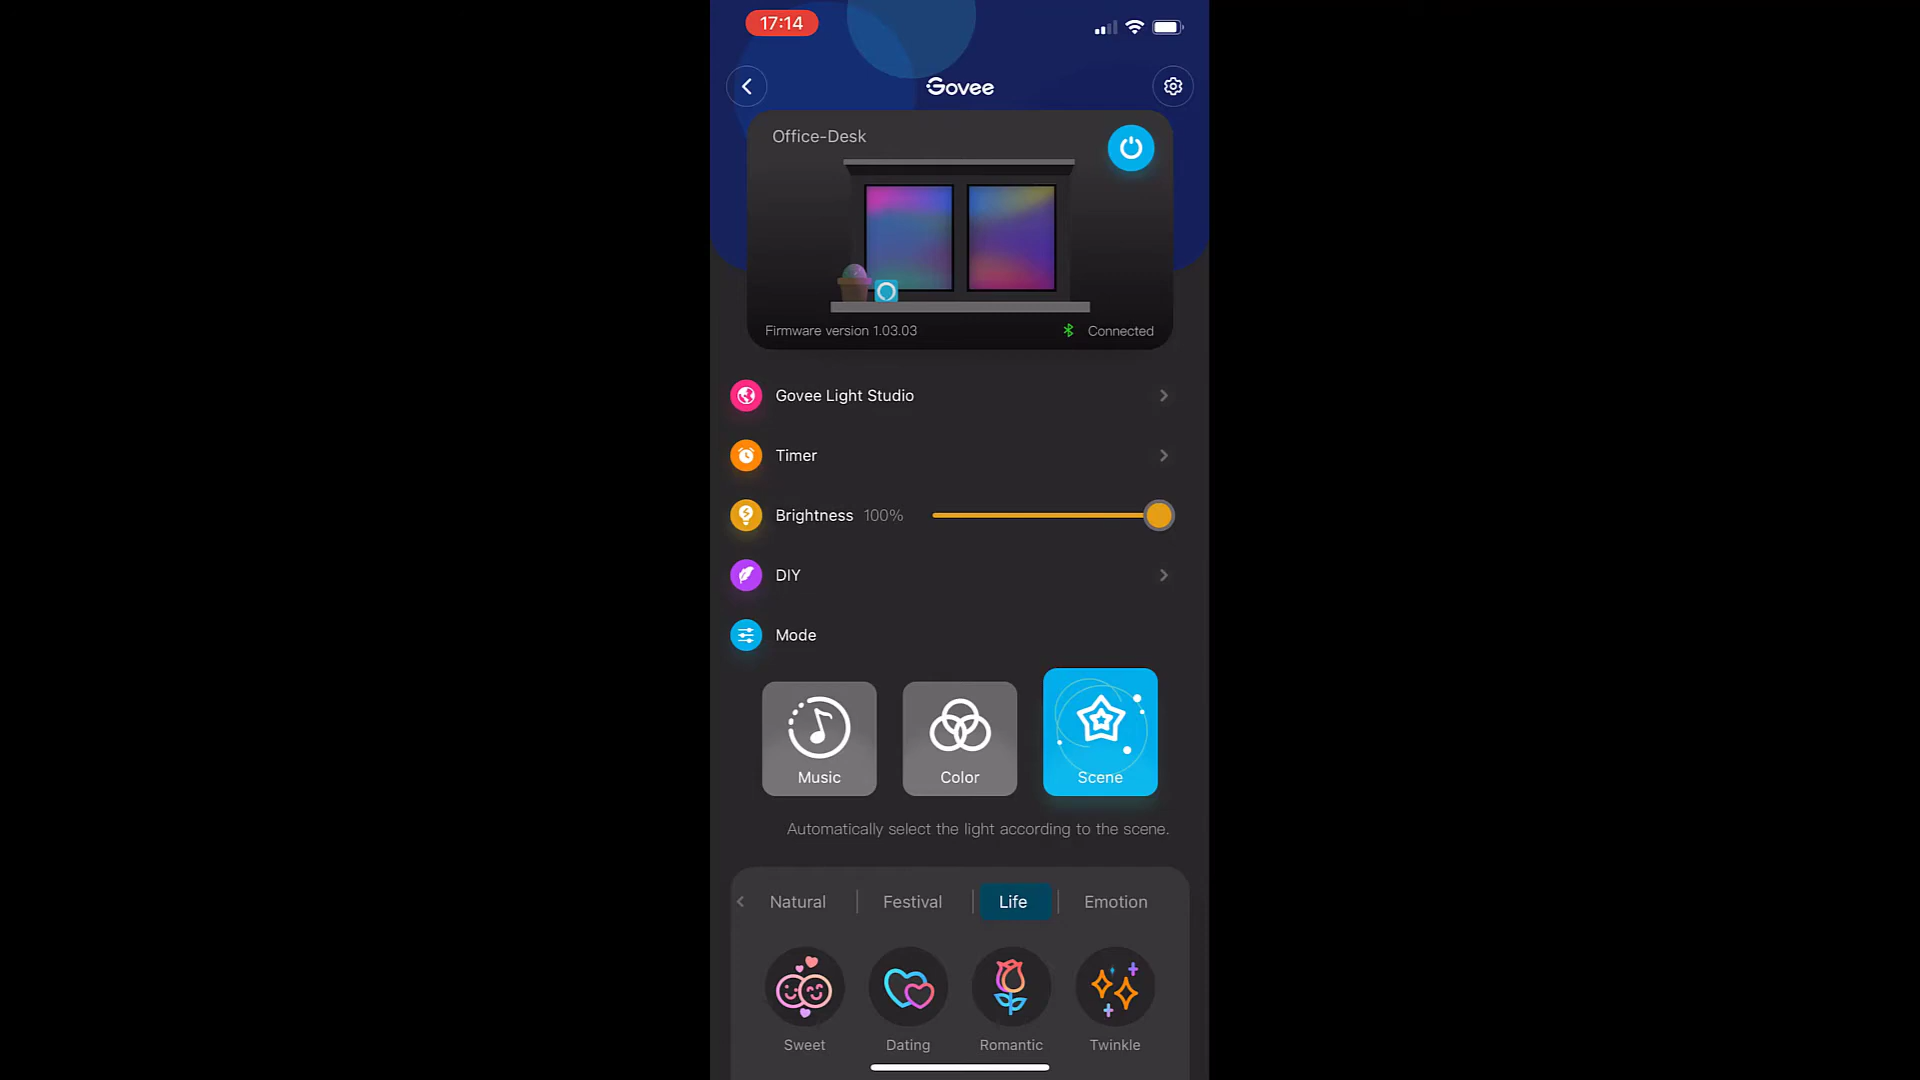 17:14
Govee
Office-Desk
Firmware version 1.03.03
Connected
Govee Light Studio
Timer
Brightness 100%
DIY
Mode
Music
Color
Scene
Automatically select the light according to the scene.
Natural
Festival
Life
Emotion
Sweet
Dating
Romantic
Twinkle